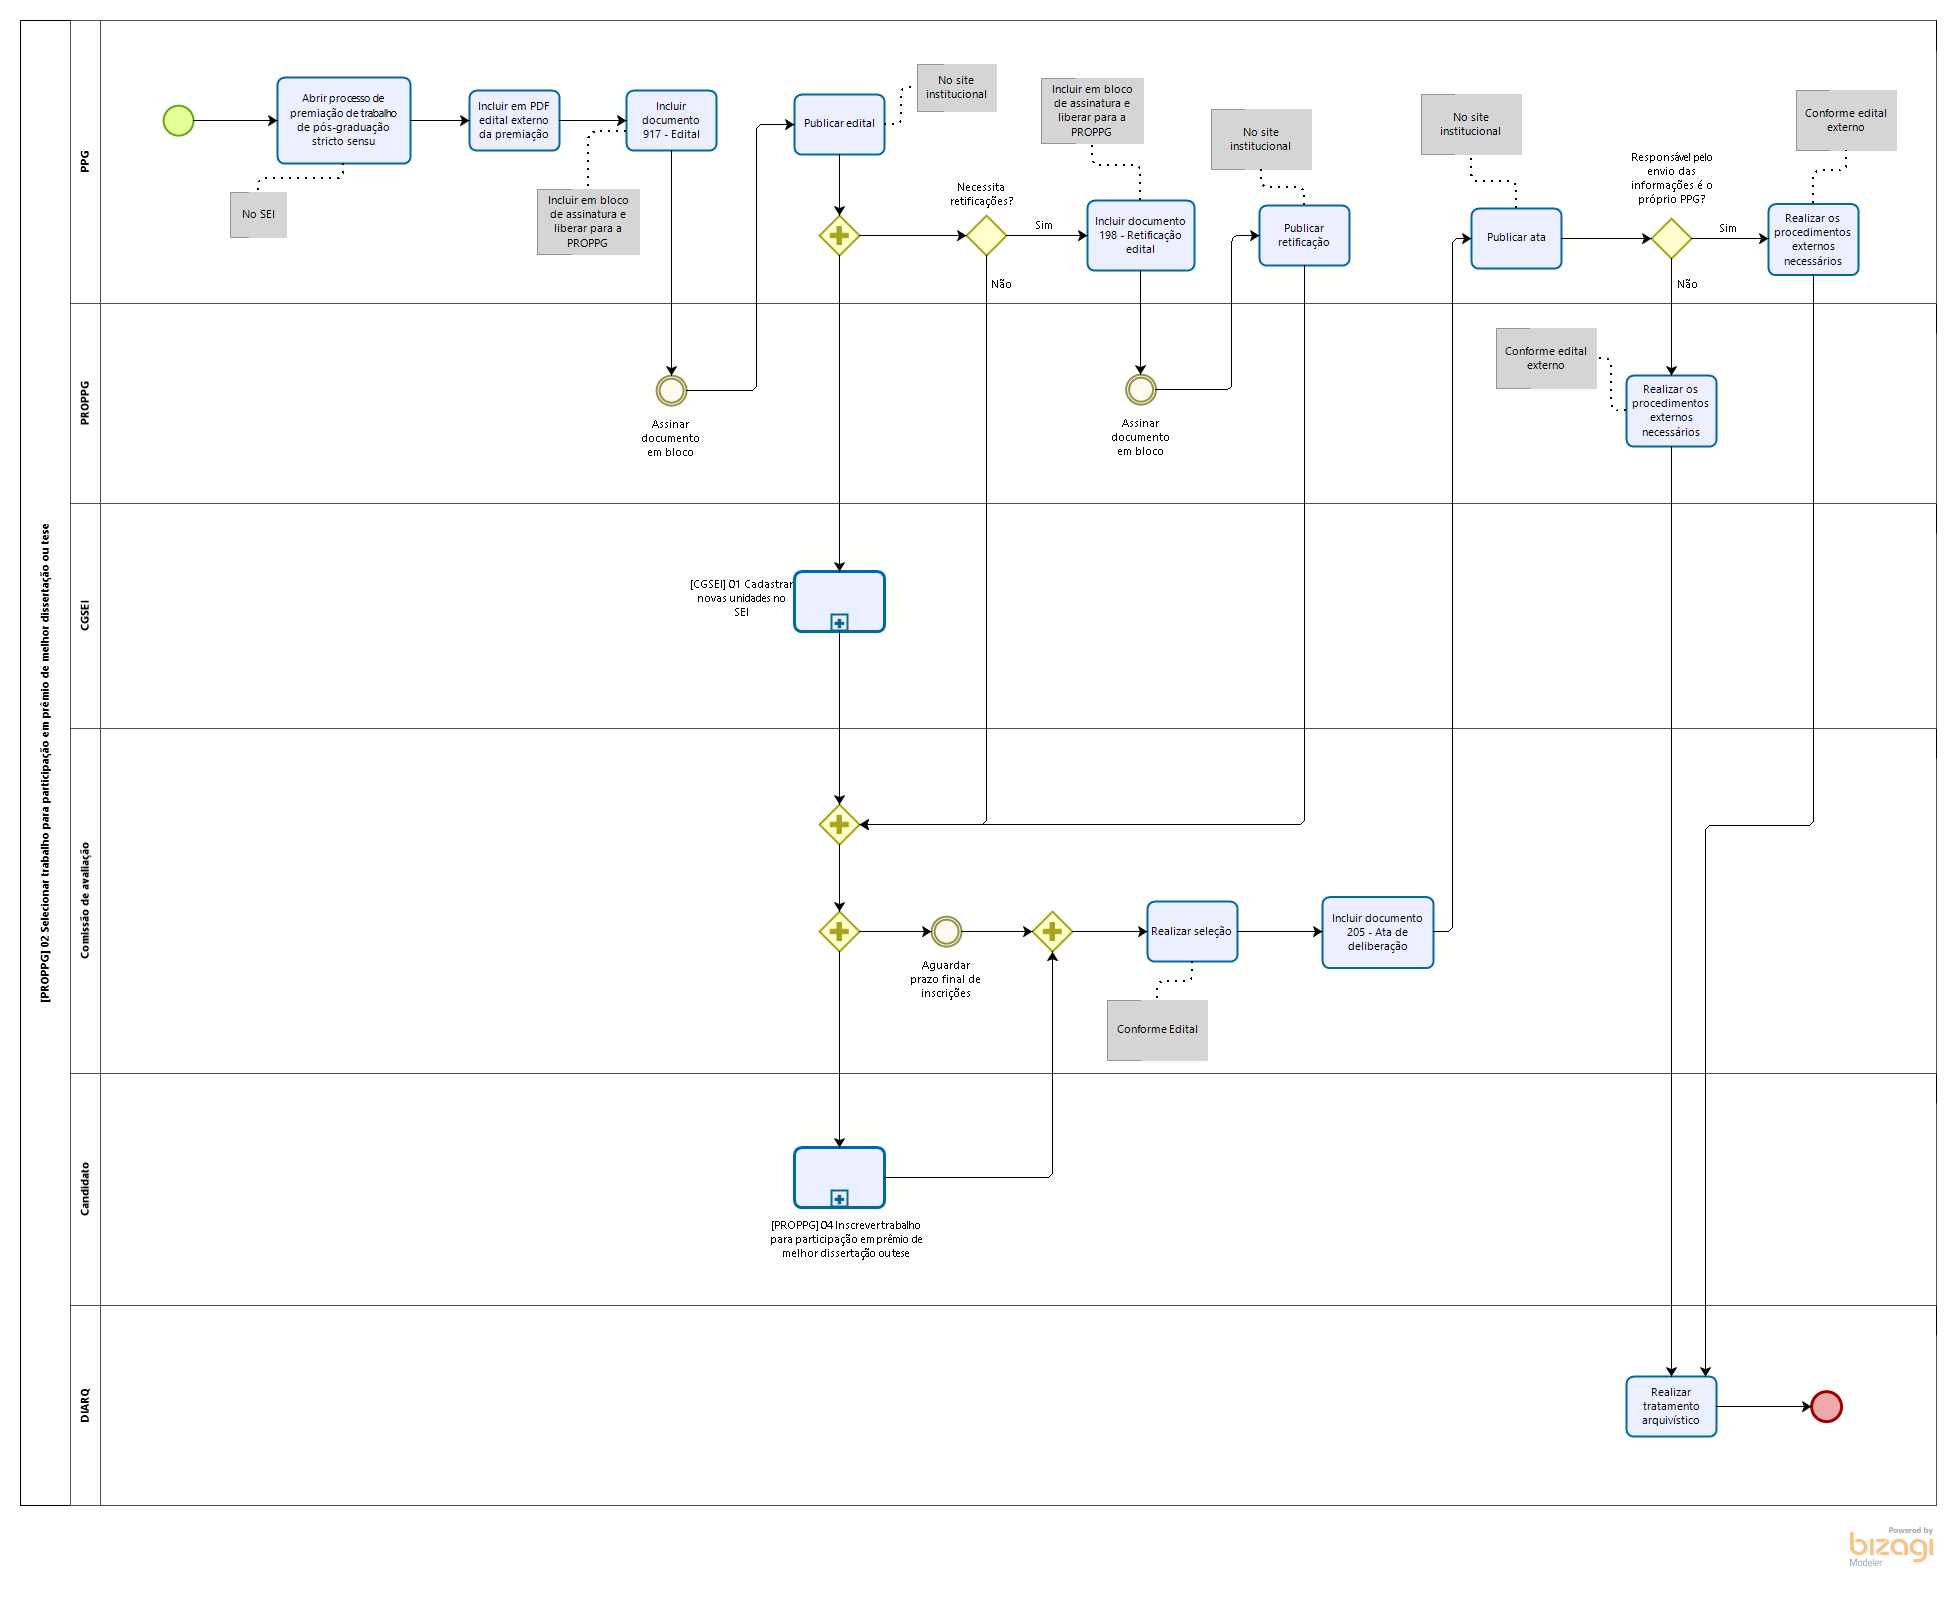 [PROPPG] 02 Selecionar trabalho para participação em prêmio de melhor dissertação ou tese
PPG
Abrir processo de
premiação de trabalho
de pós-graduação
stricto sensu
No SEI
Incluir em PDF
edital externo
da premiação
Incluir
documento
917 - Edital
Incluir em bloco
de assinatura e
liberar para a
PROPPG
Publicar edital
No site
institucional
Necessita
retificações?
Sim
Não
Incluir em bloco
de assinatura e
liberar para a
PROPPG
Incluir documento
198 - Retificação
edital
No site
institucional
Publicar
retificação
No site
institucional
Publicar ata
Responsável pelo
envio das
informações é o
próprio PPG?
Sim
Não
Conforme edital
externo
Realizar os
procedimentos
externos
necessários
PROPPG
Assinar
documento
em bloco
Assinar
documento
em bloco
Conforme edital
externo
Realizar os
procedimentos
externos
necessários
CGSEI
[CGSEI] 01 Cadastrar
novas unidades no
SEI
Comissão de avaliação
Aguardar
prazo final de
inscrições
Realizar seleção
Conforme Edital
Incluir documento
205 - Ata de
deliberação
Candidato
[PROPPG] 04 Inscrever trabalho
para participação em prêmio de
melhor dissertação ou tese
DIARQ
Realizar
tratamento
arquivístico
Powered by
bizagi
Modeler